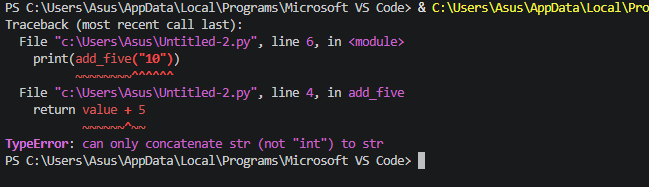 PS C:\Users\Asus\AppData\Local\Programs\Microsoft VS Code> & C:\Users\Asus\AppData\Local\Pro
Traceback (most recent call last):
  File "c:\Users\Asus\Untitled-2.py", line 6, in <module>
    print(add_five("10"))
          ~~~~~~~~^^^^^^
  File "c:\Users\Asus\Untitled-2.py", line 4, in add_five
    return value + 5
           ~~~~~~^~~
TypeError: can only concatenate str (not "int") to str
PS C:\Users\Asus\AppData\Local\Programs\Microsoft VS Code>